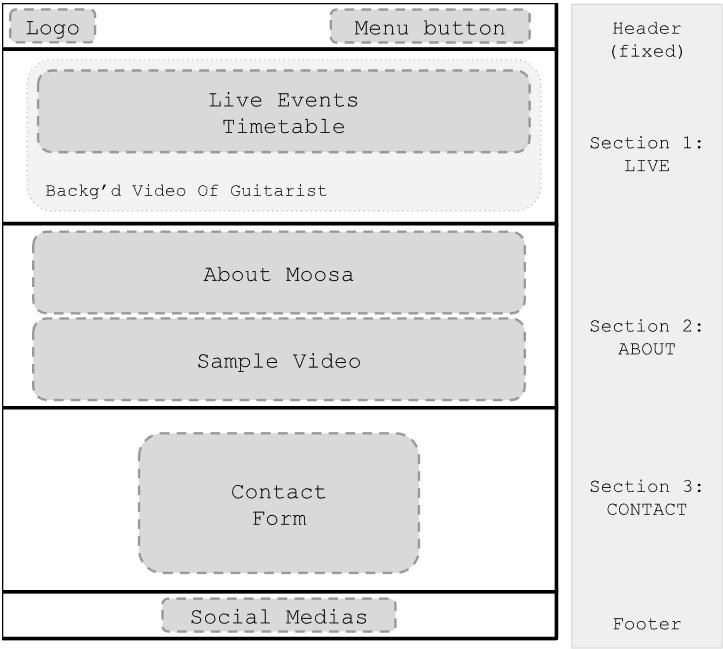 Logo
Menu button
Header
(fixed)
Live Events
Timetable
Backg'd Video Of Guitarist
Section 1:
LIVE
About Moosa
Sample Video
Section 2:
ABOUT
Contact
Form
Section 3:
CONTACT
Social Medias
Footer